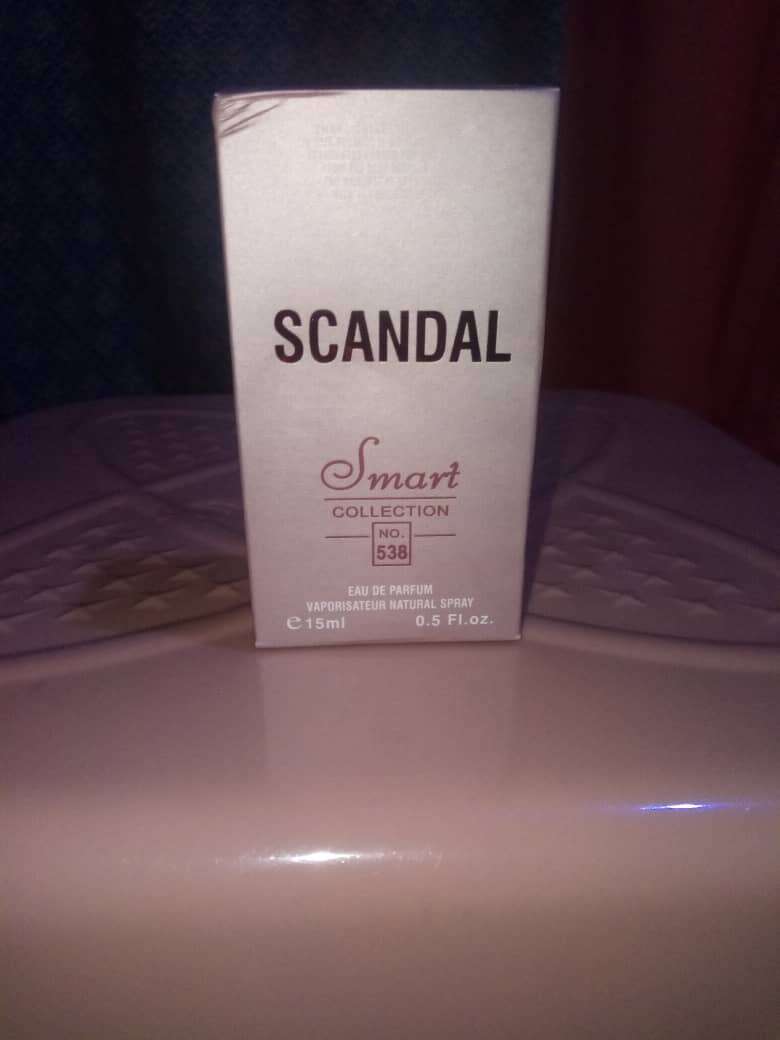 SCANDAL
Smart
COLLECTION
NO.
538
EAU DE PARFUM
VAPORISATEUR NATURAL SPRAY
℮15ml 0.5 Fl.oz.